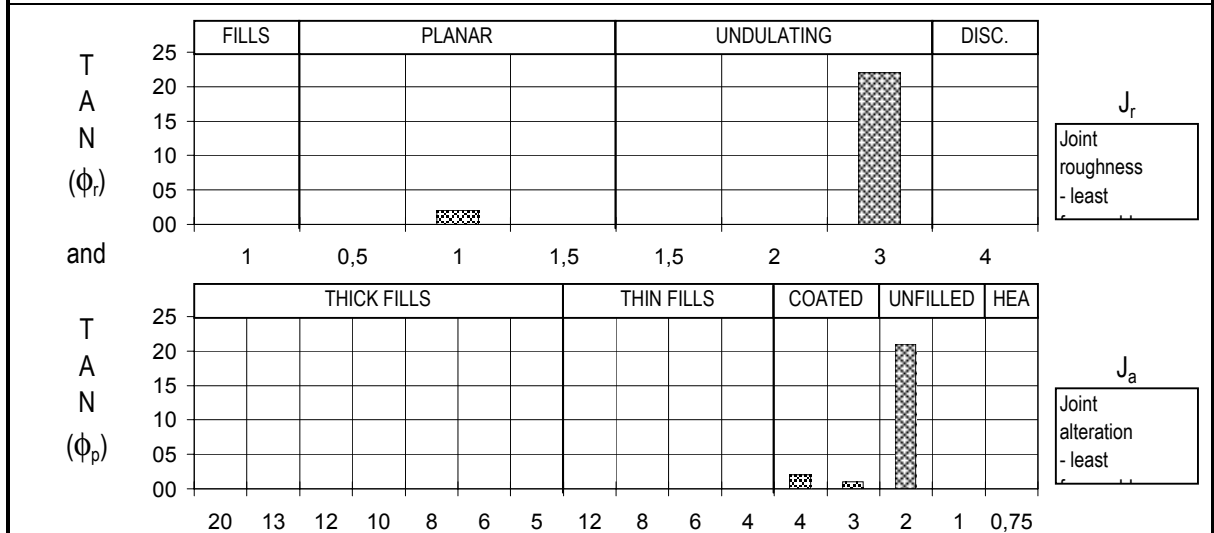 FILLS PLANAR UNDULATING DISC.
T
A
N
(ϕr)
25
20
15
10
05
00
1 0,5 1 1,5 1,5 2 3 4
Jr
Joint
roughness
- least
and
THICK FILLS THIN FILLS COATED UNFILLED HEA
T
A
N
(ϕp)
25
20
15
10
05
00
20 13 12 10 8 6 5 12 8 6 4 4 3 2 1 0,75
Ja
Joint
alteration
- least